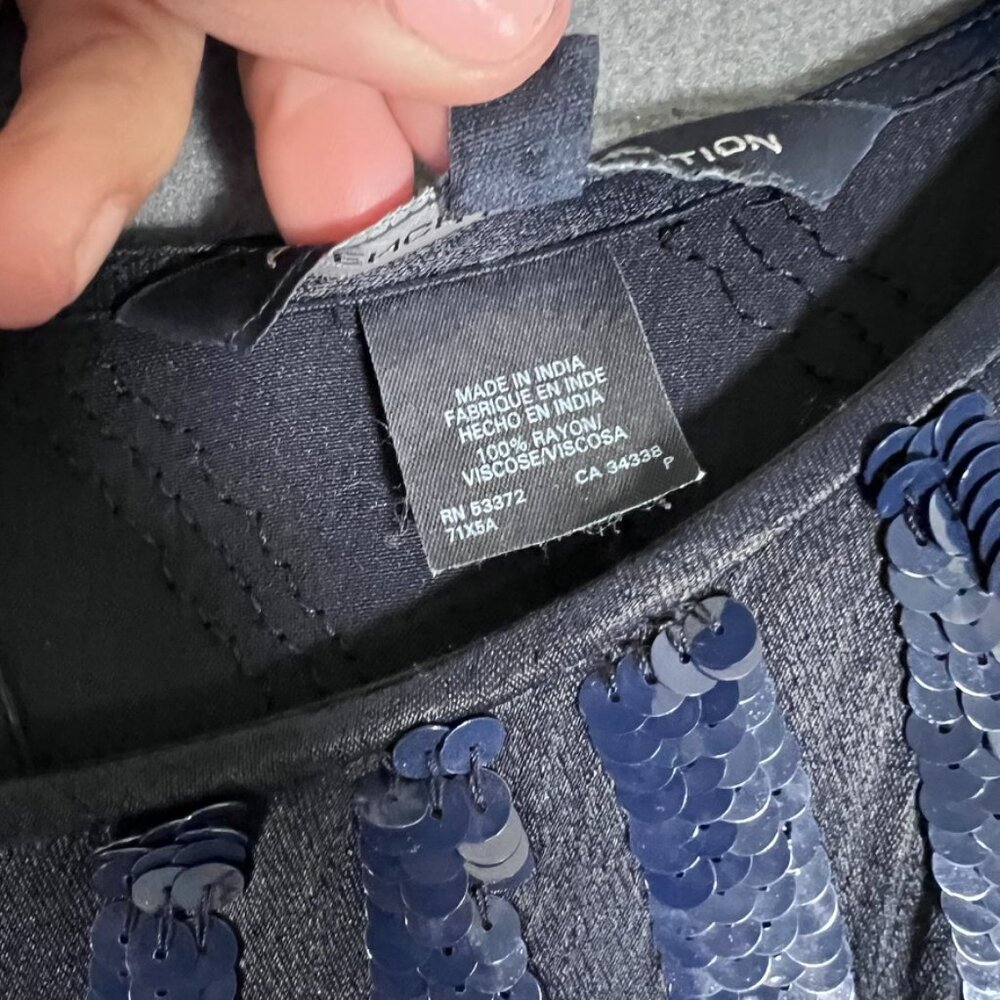 TION
MADE IN INDIA
FABRIQUE EN INDE
HECHO EN INDIA
100% RAYON/
VISCOSE/VISCOSA
RN 53372 CA 34338 P
71X5A